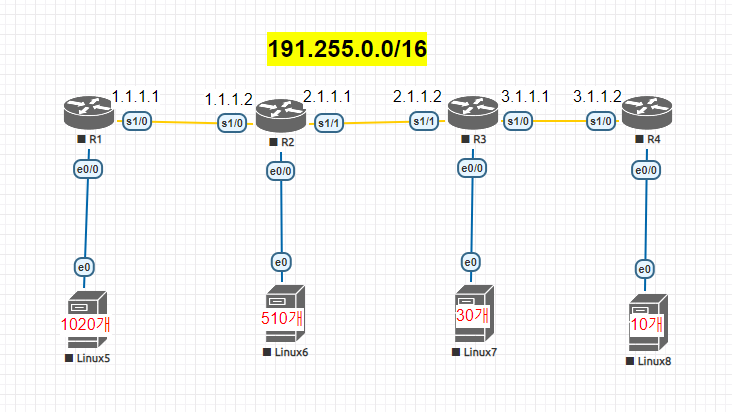 191.255.0.0/16
1.1.1.1
1.1.1.2
2.1.1.1
2.1.1.2
3.1.1.1
3.1.1.2
s1/0
s1/0
s1/1
s1/1
s1/0
s1/0
R1
R2
R3
R4
e0/0
e0/0
e0/0
e0/0
e0
e0
e0
e0
1020개
510개
30개
10개
Linux5
Linux6
Linux7
Linux8